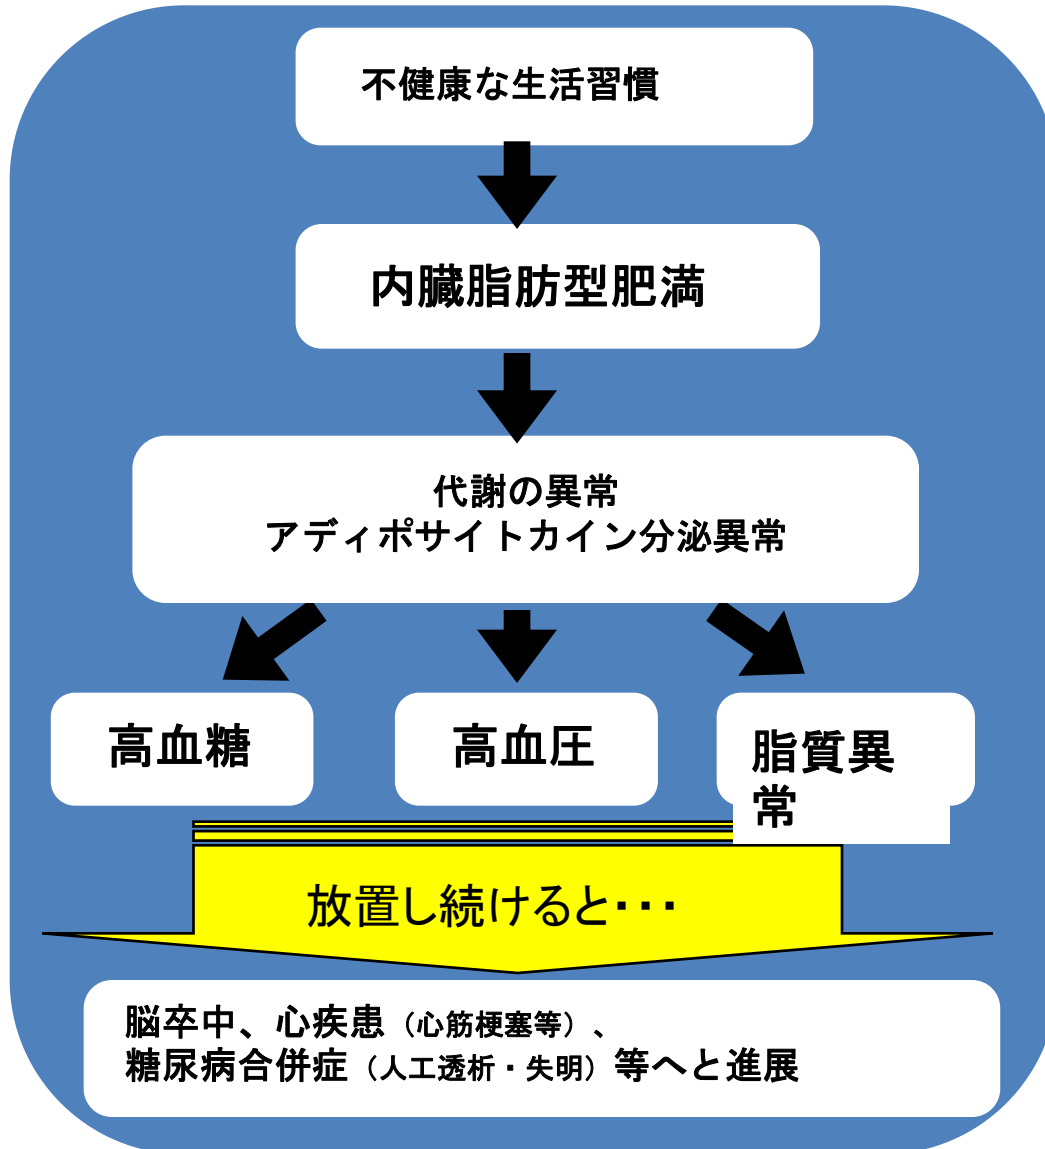 不健康な生活習慣
内臓脂肪型肥満
代謝の異常
アディポサイトカイン分泌異常
高血糖
高血圧
脂質異
常
放置し続けると・・・
脳卒中、心疾患（心筋梗塞等）、
糖尿病合併症（人工透析・失明）等へと進展